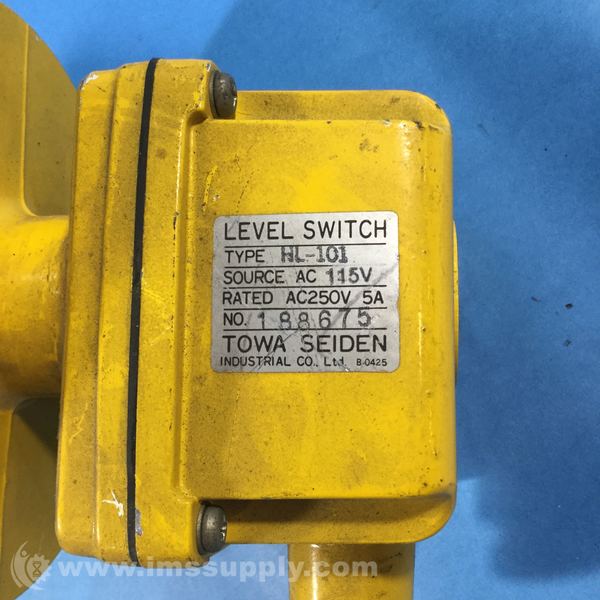 LEVEL SWITCH
TYPE HL-101
SOURCE AC 115V
RATED AC250V 5A
NO. 188675
TOWA SEIDEN
INDUSTRIAL CO., Ltd. B-0425
www.imssupply.com